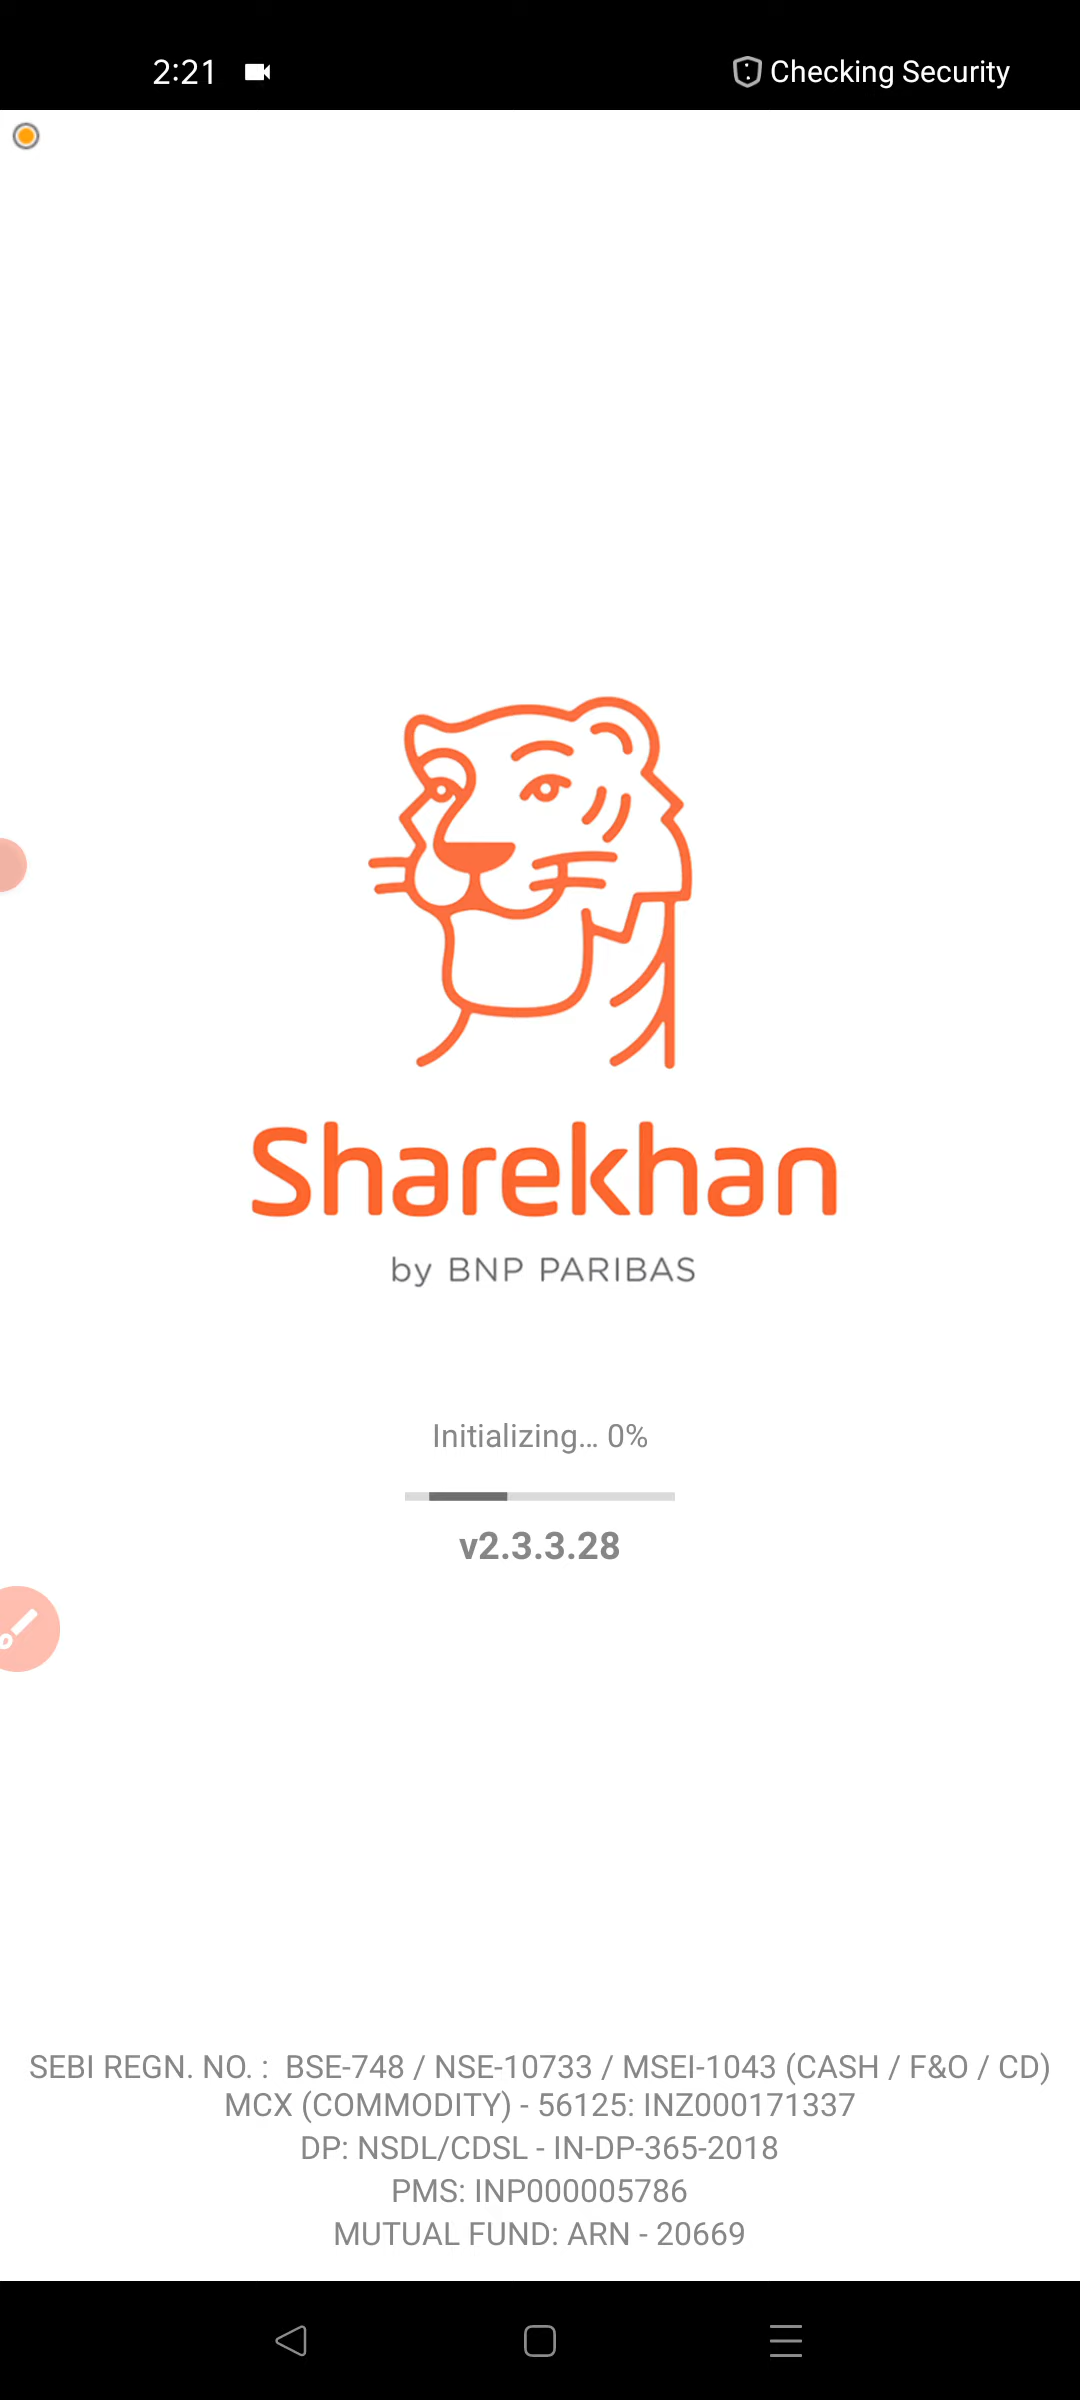 2:21 Checking Security
Sharekhan
by BNP PARIBAS
Initializing... 0%
v2.3.3.28
SEBI REGN. NO. :  BSE-748 / NSE-10733 / MSEI-1043 (CASH / F&O / CD)
MCX (COMMODITY) - 56125: INZ000171337
DP: NSDL/CDSL - IN-DP-365-2018
PMS: INP000005786
MUTUAL FUND: ARN - 20669